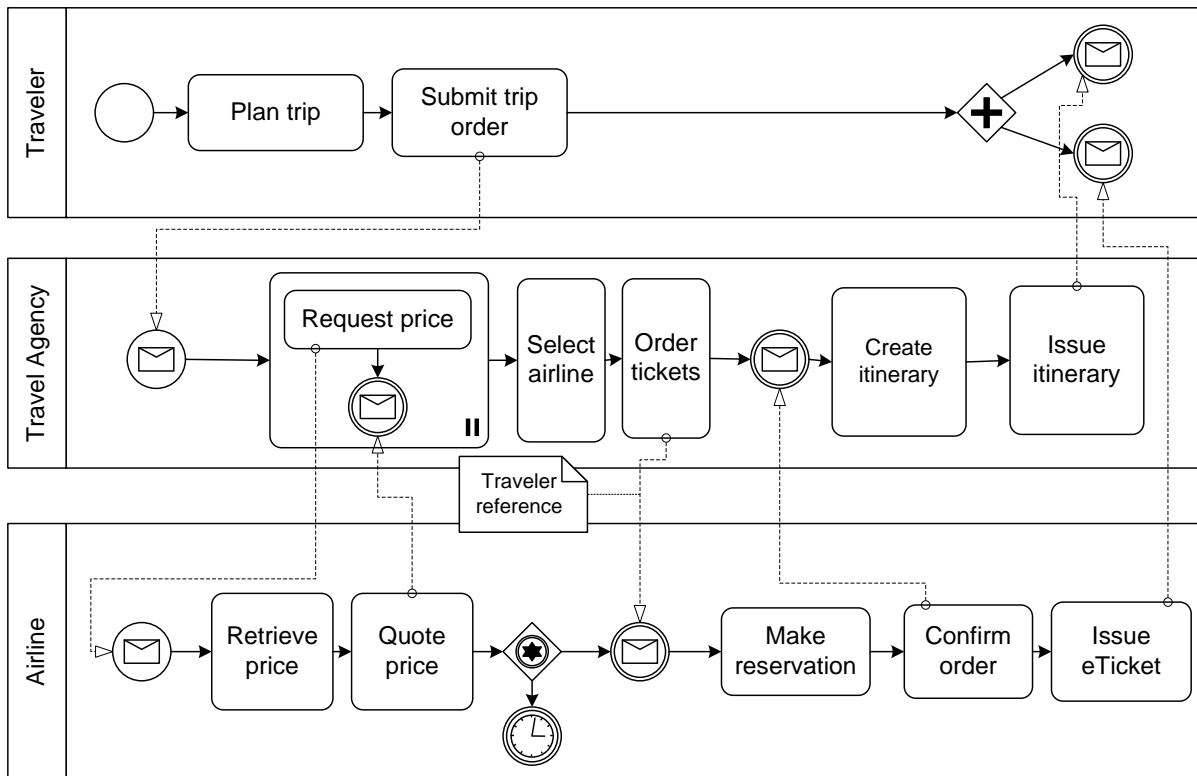 Traveler
Plan trip
Submit trip
order
Travel Agency
Request price
Select
airline
Order
tickets
Create
itinerary
Issue
itinerary
Traveler
reference
Airline
Retrieve
price
Quote
price
Make
reservation
Confirm
order
Issue
eTicket